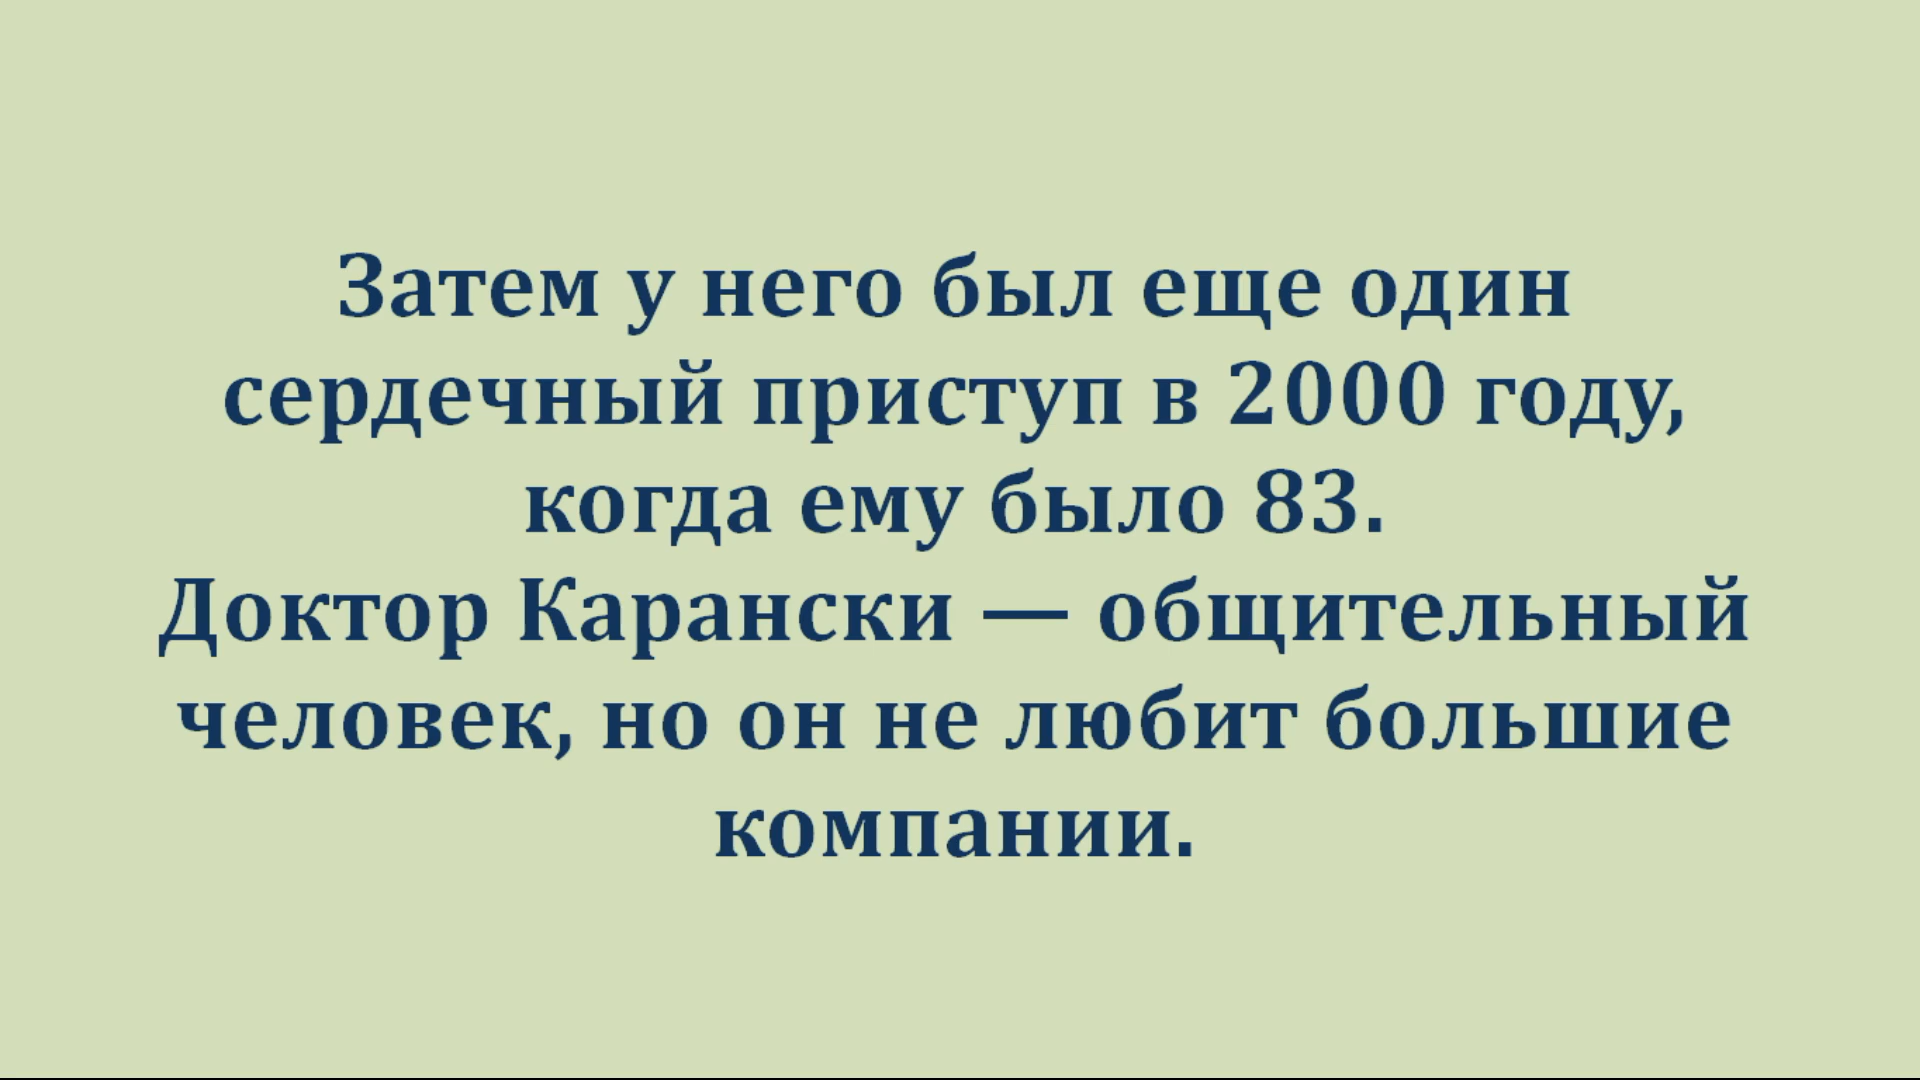 Затем у него был еще один
сердечный приступ в 2000 году,
когда ему было 83.
Доктор Карански — общительный
человек, но он не любит большие
компании.